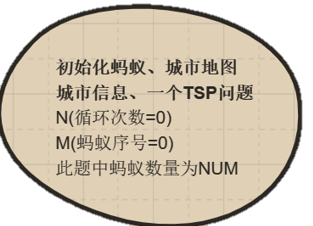 初始化蚂蚁、城市地图
城市信息、一个TSP问题
N(循环次数=0)
M(蚂蚁序号=0)
此题中蚂蚁数量为NUM